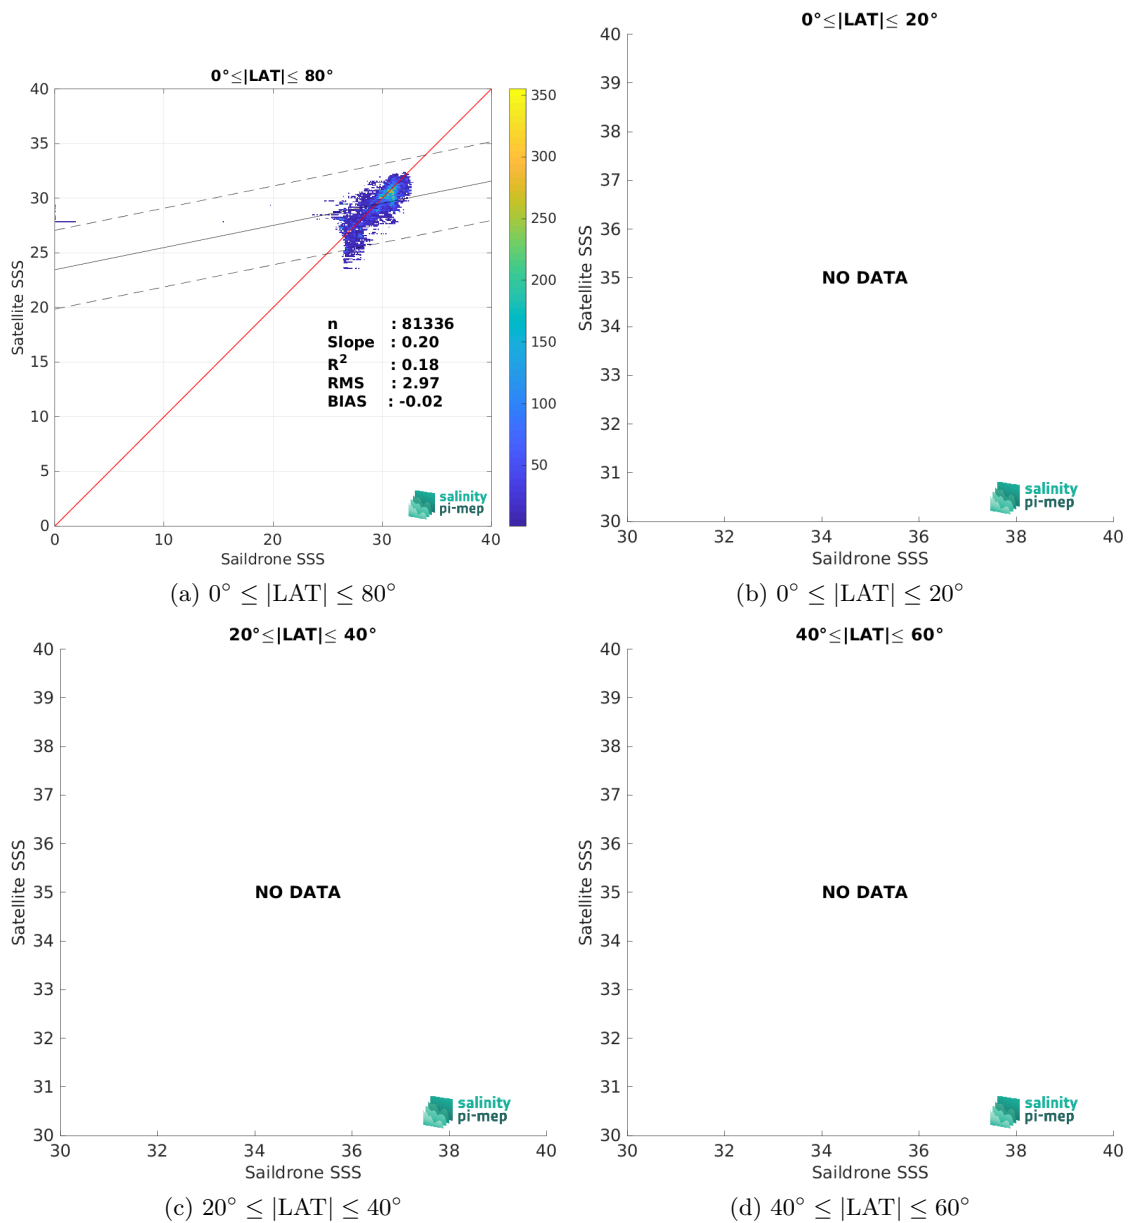 0°≤|LAT|≤ 80°
40
35
30
25
20
15
10
5
0
Satellite SSS
0
10
20
30
40
Saildrone SSS
350
300
250
200
150
100
50
n : 81336
Slope : 0.20
R² : 0.18
RMS : 2.97
BIAS : -0.02
salinity
pi-mep
(a) 0° ≤ |LAT| ≤ 80°
0°≤|LAT|≤ 20°
40
39
38
37
36
35
34
33
32
31
30
Satellite SSS
NO DATA
salinity
pi-mep
30
32
34
36
38
40
Saildrone SSS
(b) 0° ≤ |LAT| ≤ 20°
20°≤|LAT|≤ 40°
40
39
38
37
36
35
34
33
32
31
30
Satellite SSS
NO DATA
salinity
pi-mep
30
32
34
36
38
40
Saildrone SSS
(c) 20° ≤ |LAT| ≤ 40°
40°≤|LAT|≤ 60°
40
39
38
37
36
35
34
33
32
31
30
Satellite SSS
NO DATA
salinity
pi-mep
30
32
34
36
38
40
Saildrone SSS
(d) 40° ≤ |LAT| ≤ 60°